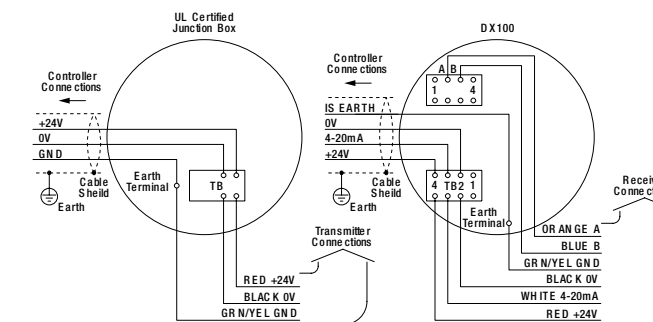 UL Certified
Junction Box
Controller
Connections
+24V
0V
GND
Cable
Sheild
Earth
Earth
Terminal
TB
Transmitter
Connections
RED +24V
BLACK 0V
GRN/YEL GND
DX100
Controller
Connections
A B
1 4
IS EARTH
0V
4-20mA
+24V
4 TB2 1
Cable
Sheild
Earth
Earth
Terminal
ORANGE A
BLUE B
GRN/YEL GND
BLACK 0V
WHITE 4-20mA
RED +24V